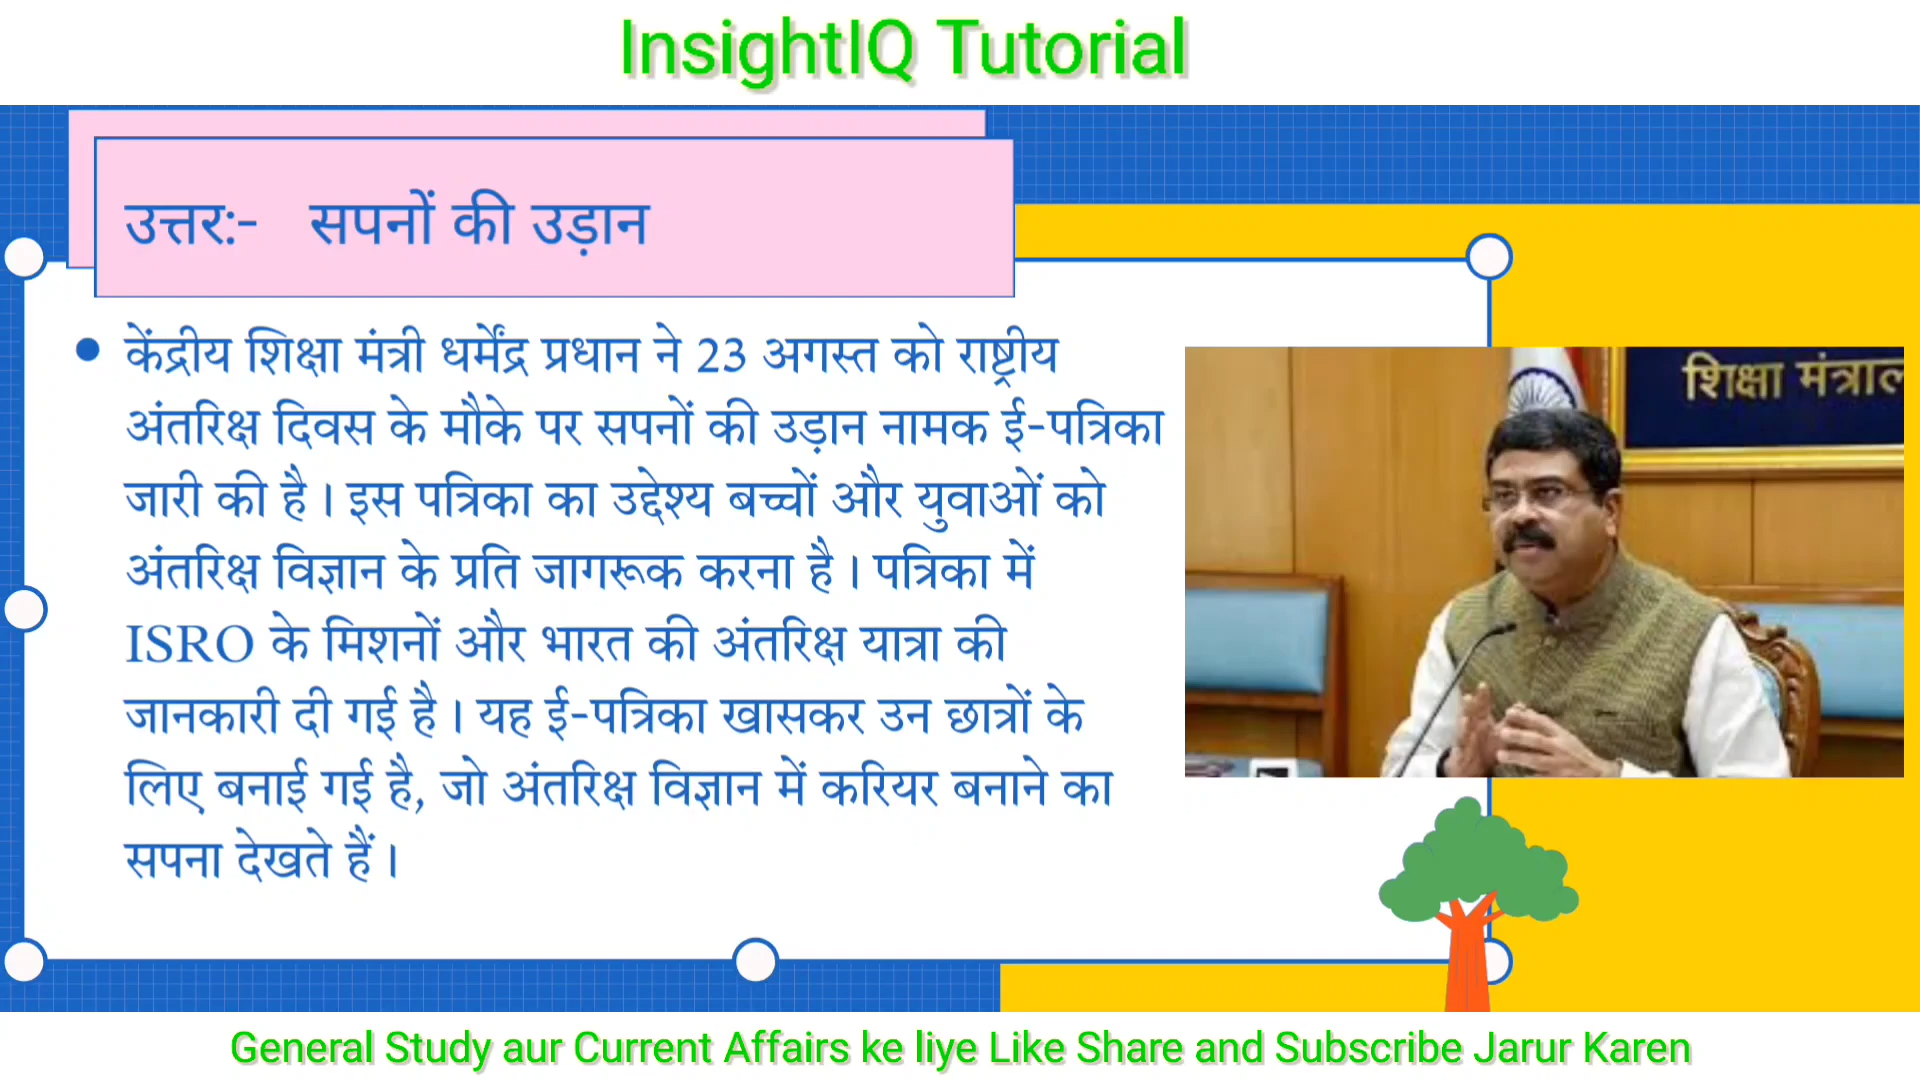 InsightIQ Tutorial
उत्तर:- सपनों की उड़ान
केंद्रीय शिक्षा मंत्री धर्मेंद्र प्रधान ने 23 अगस्त को राष्ट्रीय
अंतरिक्ष दिवस के मौके पर सपनों की उड़ान नामक ई-पत्रिका
जारी की है। इस पत्रिका का उद्देश्य बच्चों और युवाओं को
अंतरिक्ष विज्ञान के प्रति जागरूक करना है। पत्रिका में
ISRO के मिशनों और भारत की अंतरिक्ष यात्रा की
जानकारी दी गई है। यह ई-पत्रिका खासकर उन छात्रों के
लिए बनाई गई है, जो अंतरिक्ष विज्ञान में करियर बनाने का
सपना देखते हैं।
शिक्षा मंत्राल
General Study aur Current Affairs ke liye Like Share and Subscribe Jarur Karen